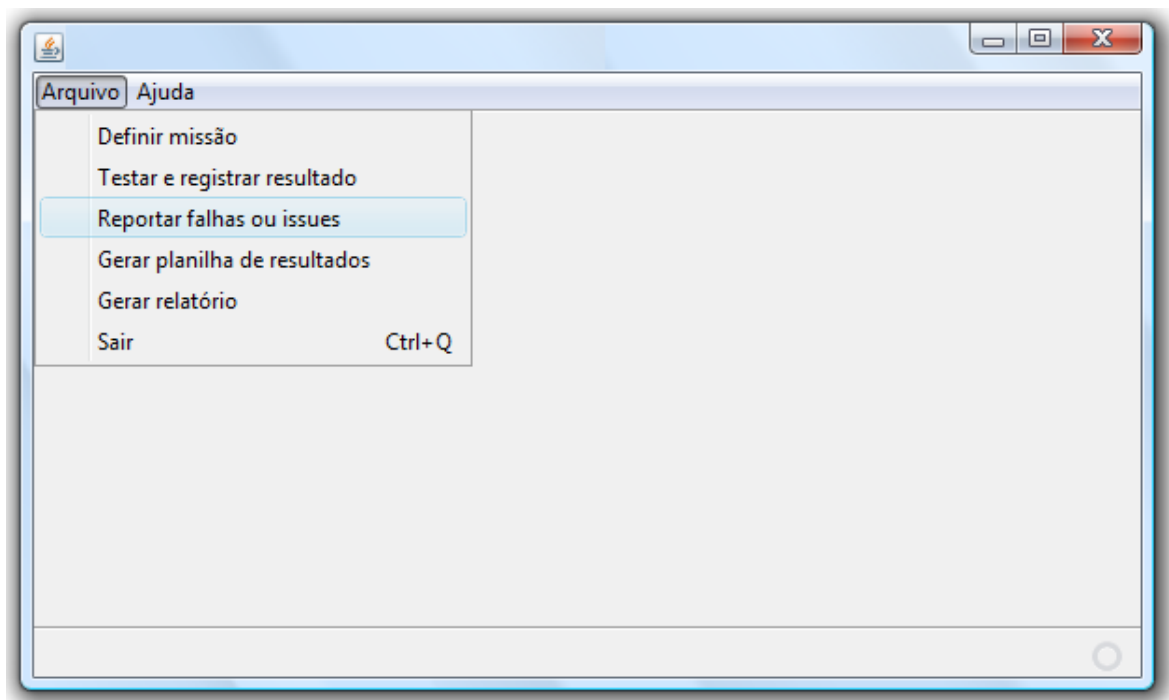 Arquivo Ajuda
Definir missão
Testar e registrar resultado
Reportar falhas ou issues
Gerar planilha de resultados
Gerar relatório
Sair Ctrl+Q